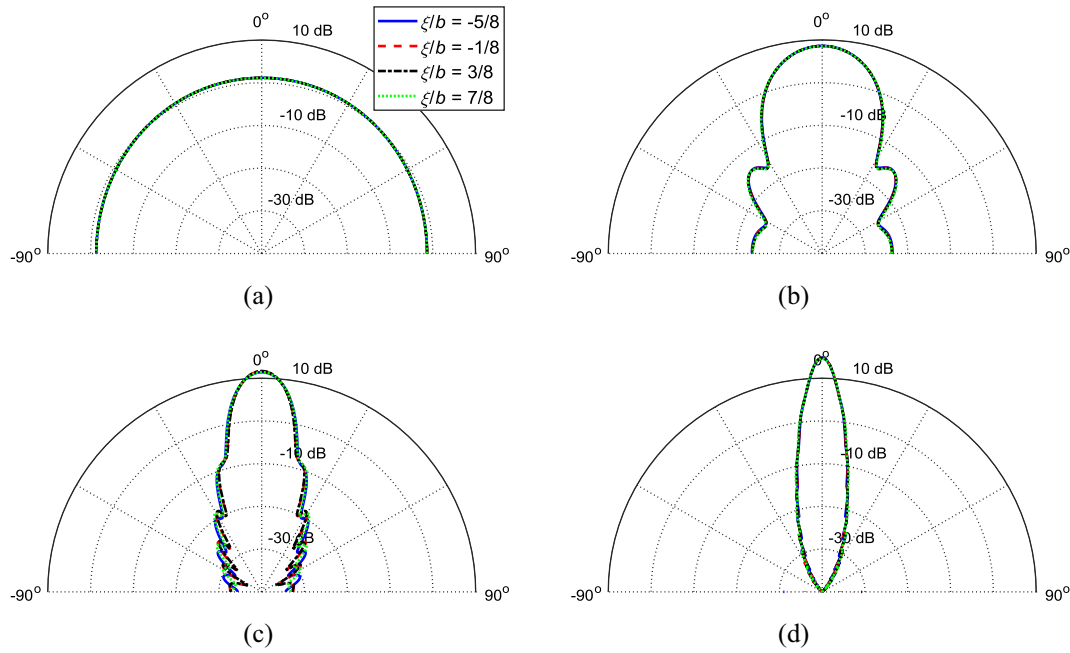 0° 10 dB
ξ/b = -5/8
ξ/b = -1/8
ξ/b = 3/8
ξ/b = 7/8
-10 dB
-30 dB
-90° 90°
(a)
0° 10 dB
-10 dB
-30 dB
-90° 90°
(b)
0° 10 dB
-10 dB
-30 dB
-90° 90°
(c)
0° 10 dB
-10 dB
-30 dB
-90° 90°
(d)